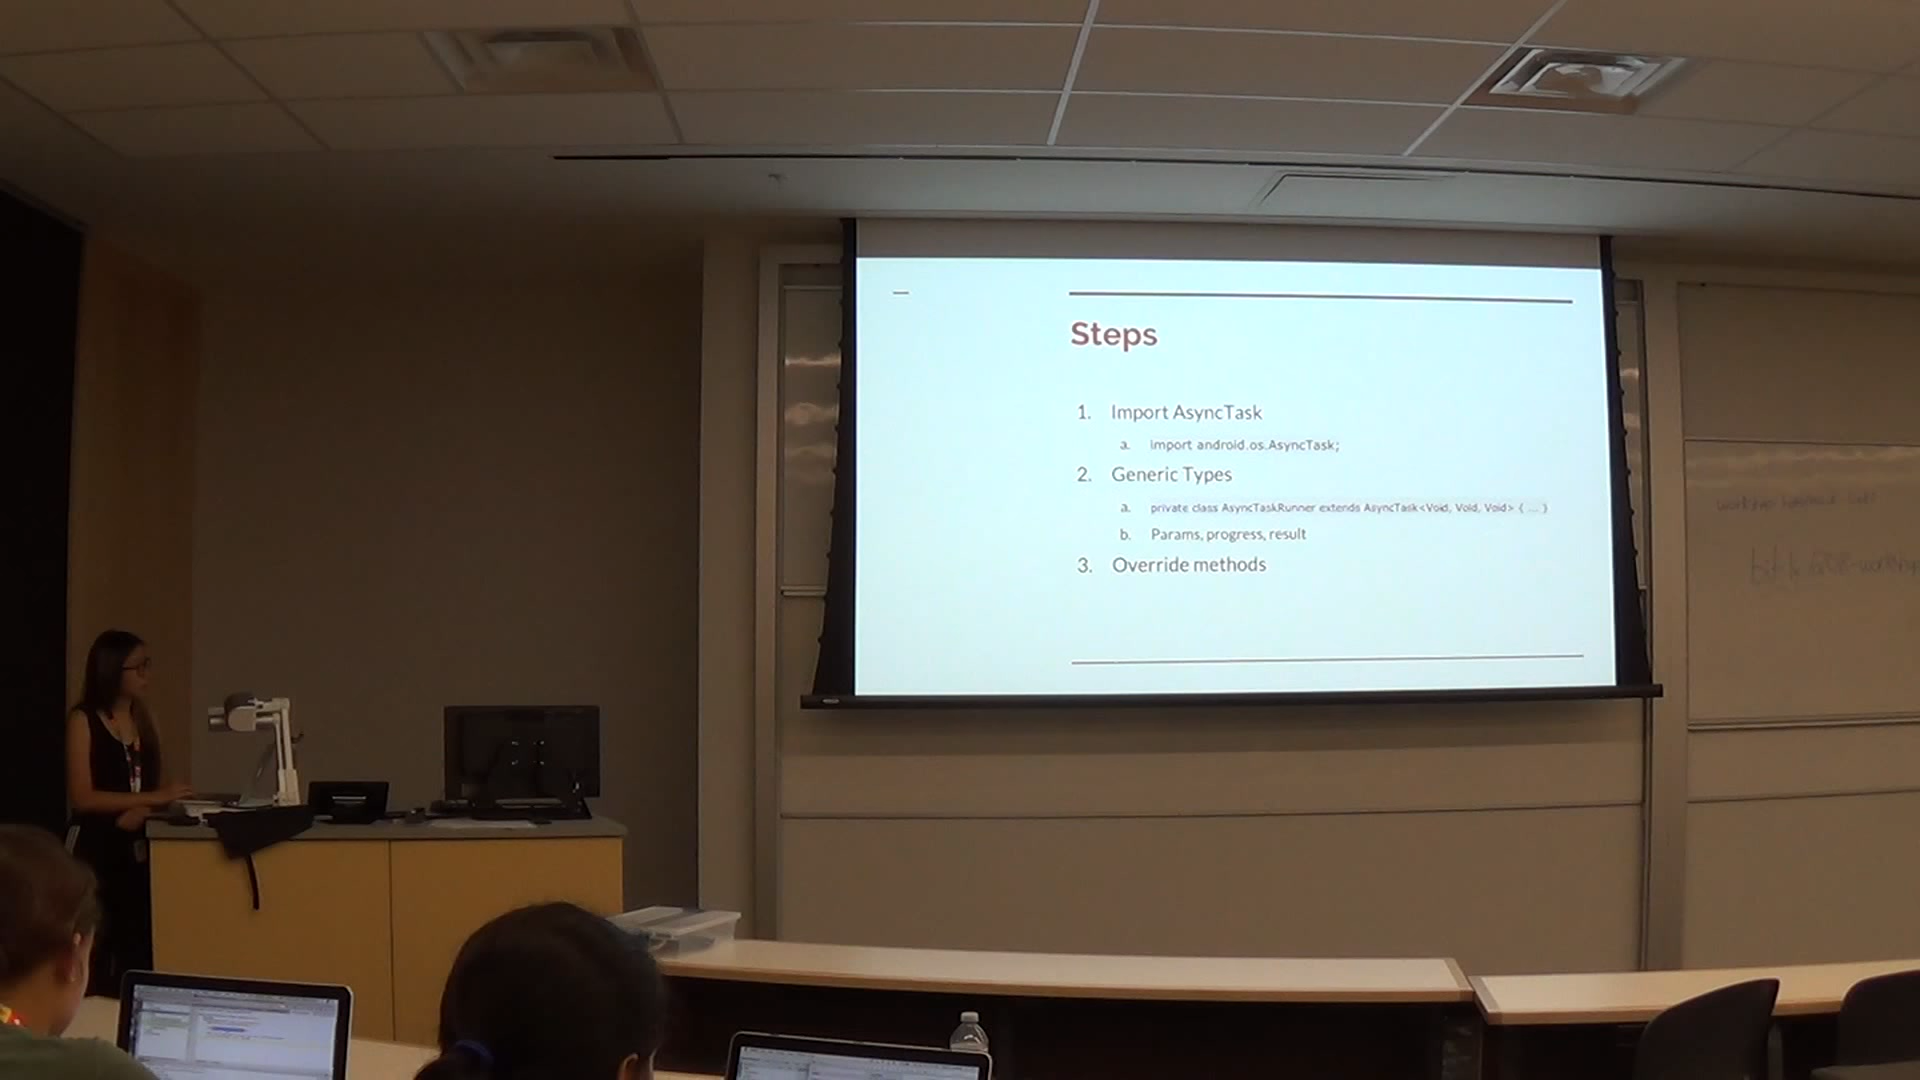 Steps
1. Import AsyncTask
a. import android.os.AsyncTask;
2. Generic Types
a. private class AsyncTaskRunner extends AsyncTask<Void, Void, Void> { ... }
b. Params, progress, result
3. Override methods